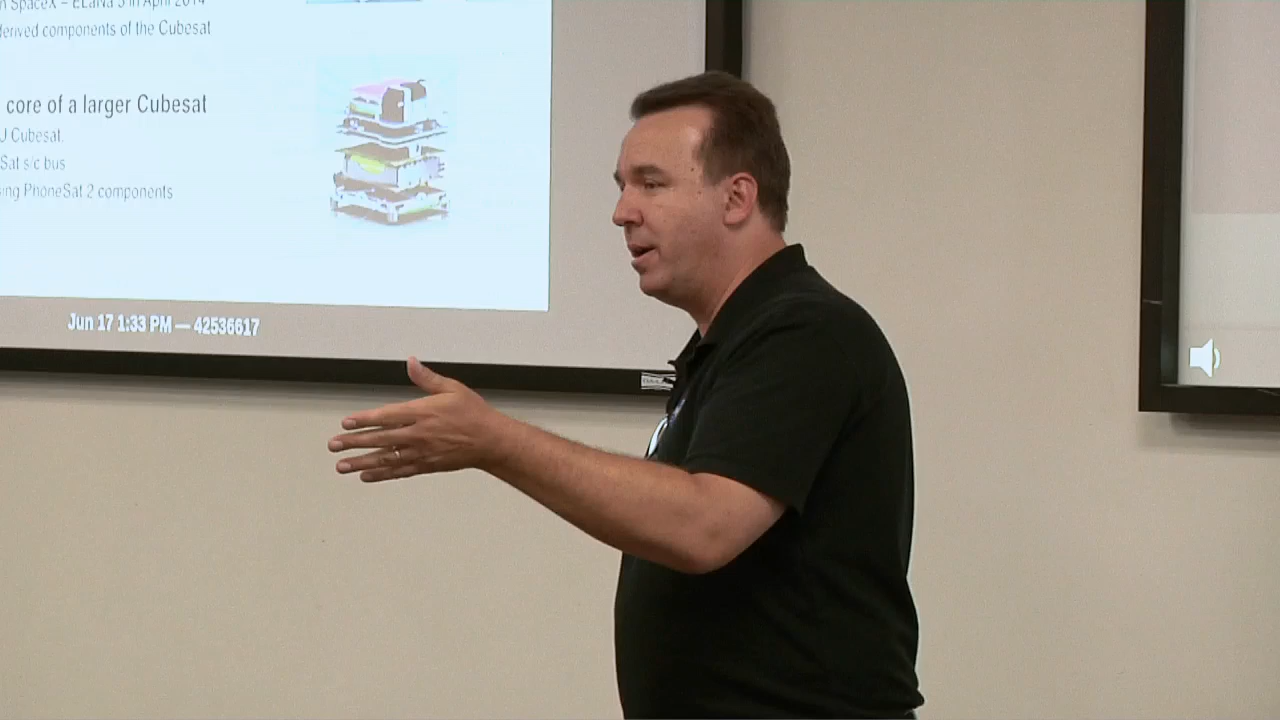 SpaceX – ELaNa 5 in April 2014
derived components of the Cubesat
core of a larger Cubesat
U Cubesat.
Sat s/c bus
ing PhoneSat 2 components
Jun 17 1:33 PM — 42536617